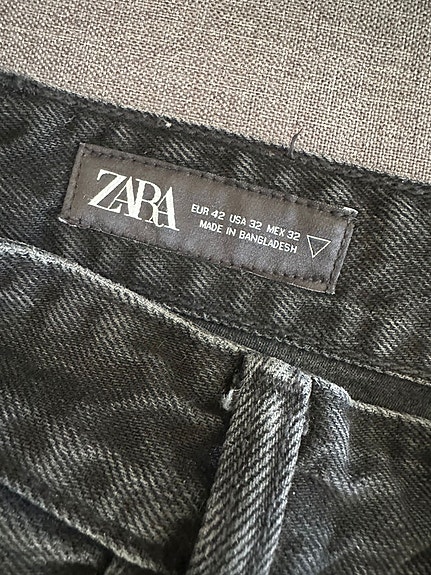 ZARA
EUR 42 USA 32 MEX 32
MADE IN BANGLADESH